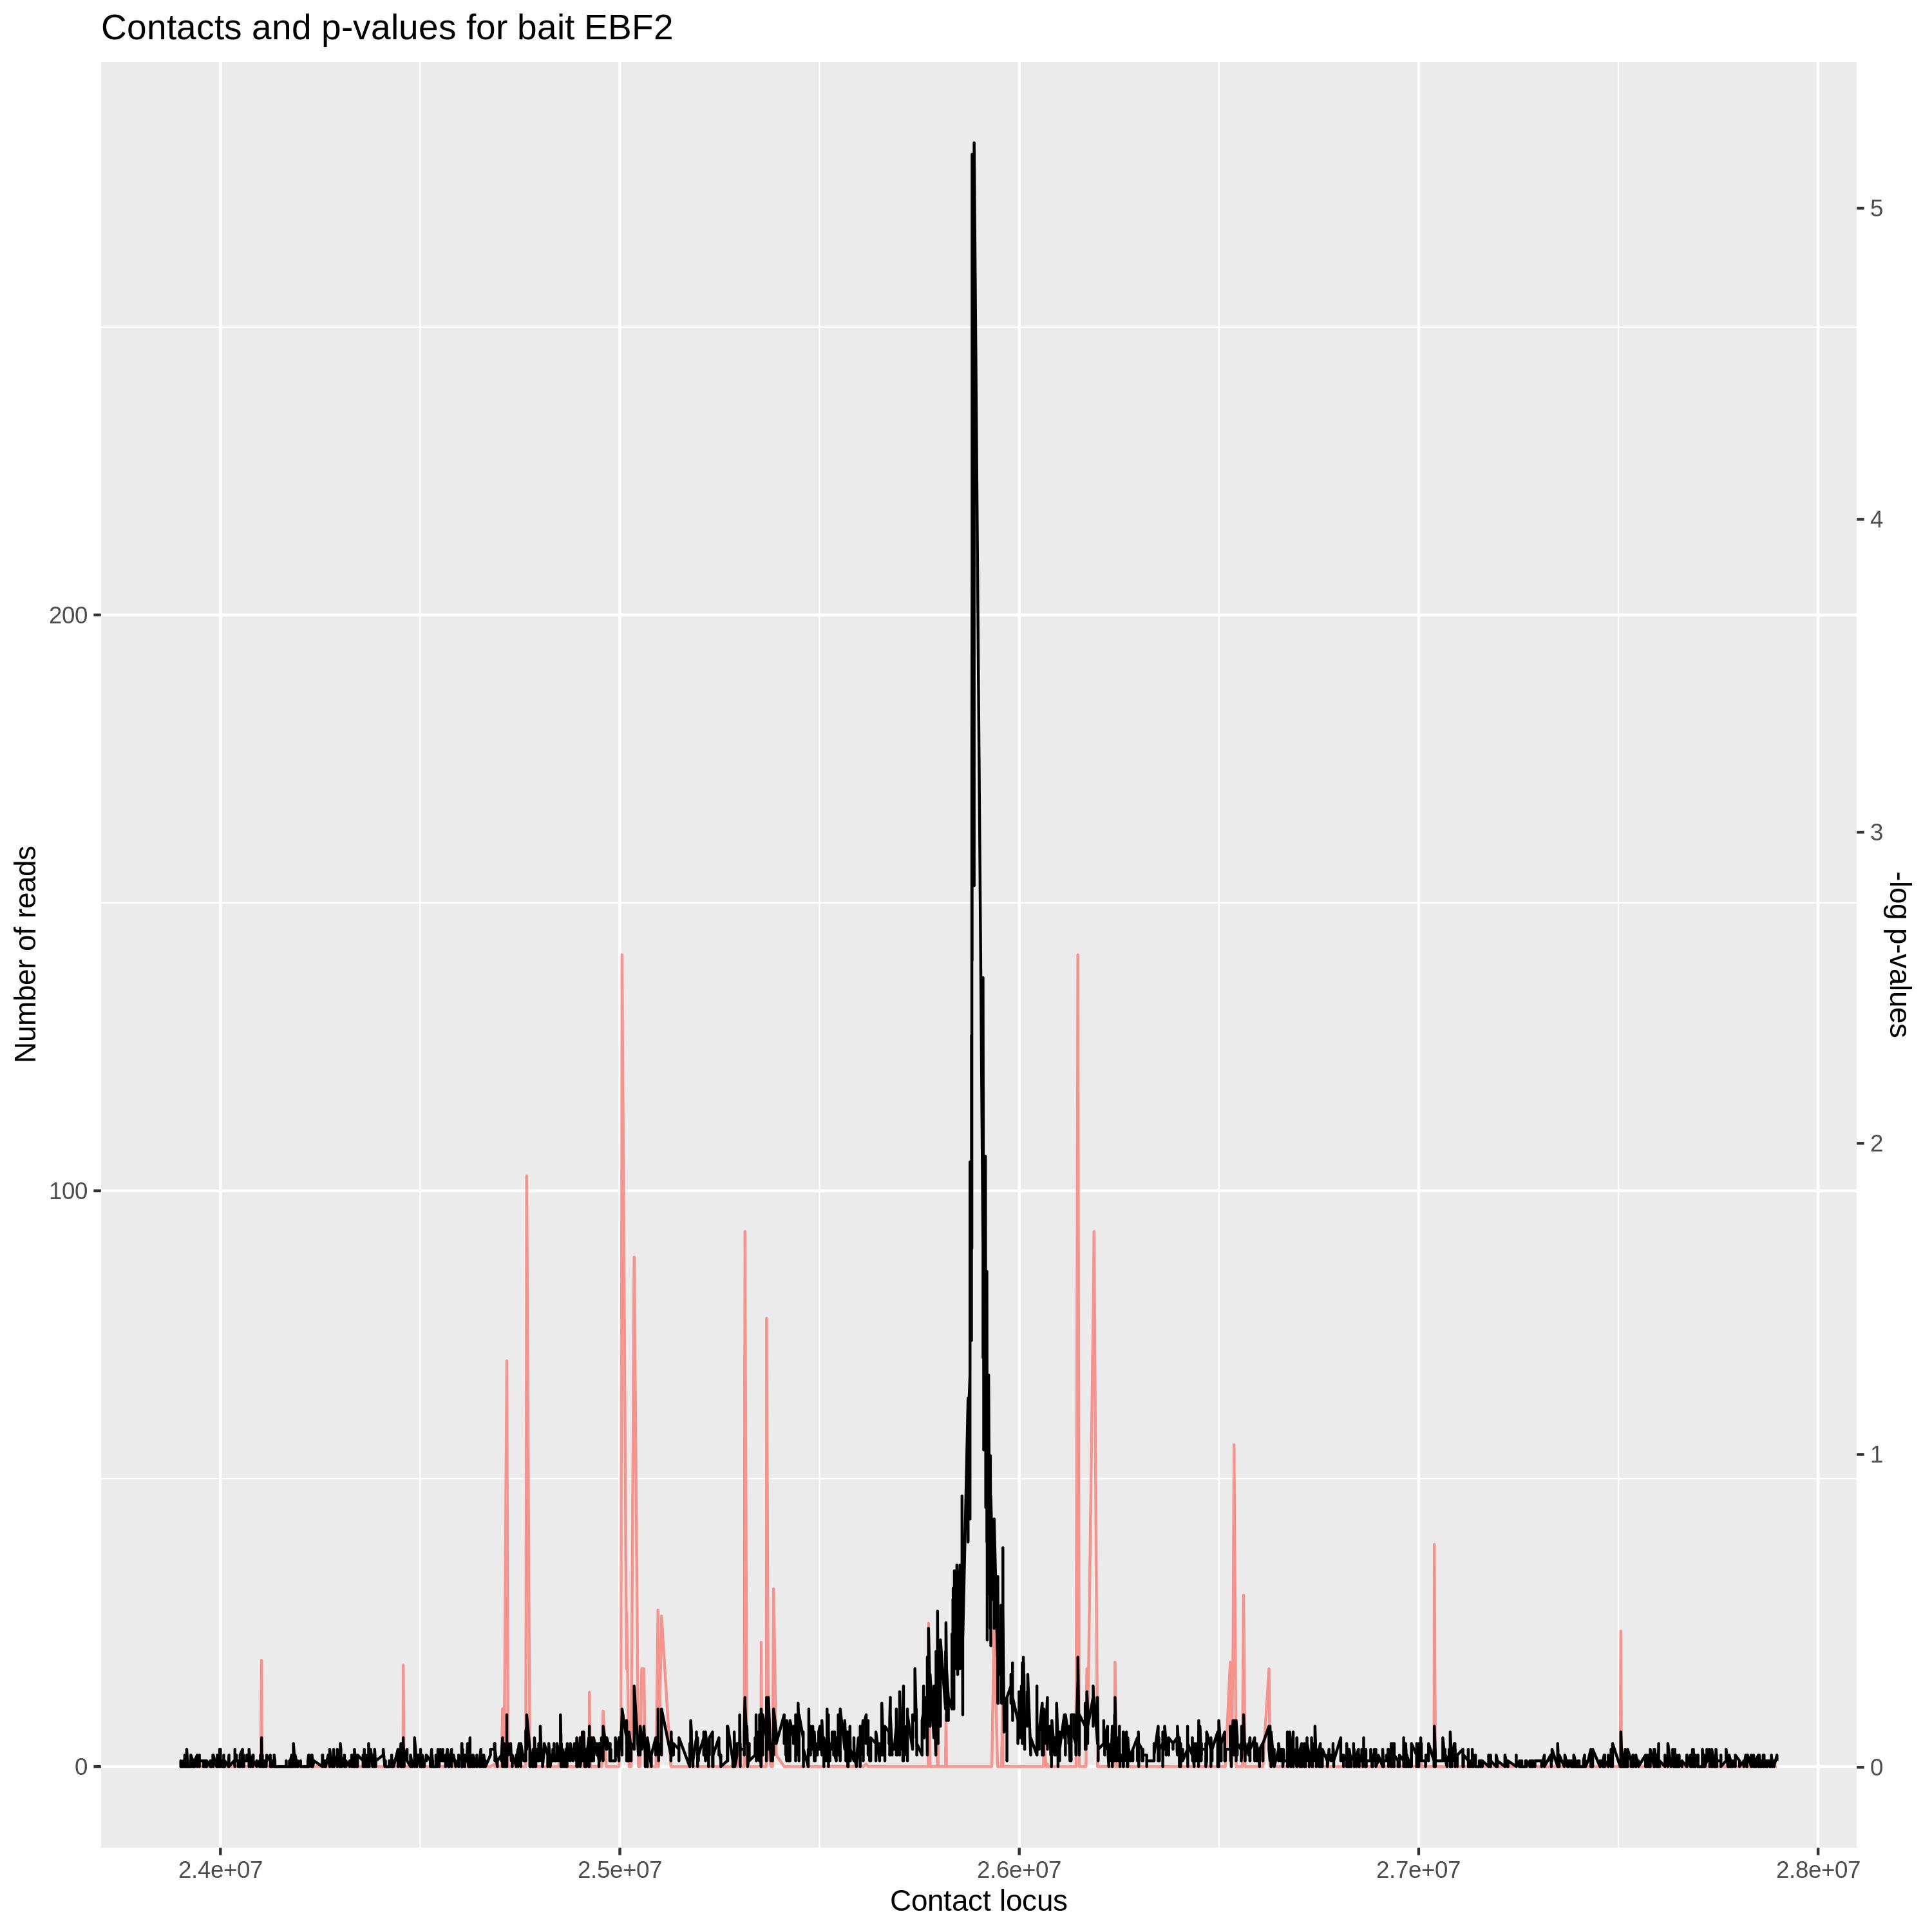 Contacts and p-values for bait EBF2
Number of reads
200
100
0
5
4
3
2
1
0
-log p-values
2.4e+07
2.5e+07
2.6e+07
2.7e+07
2.8e+07
Contact locus